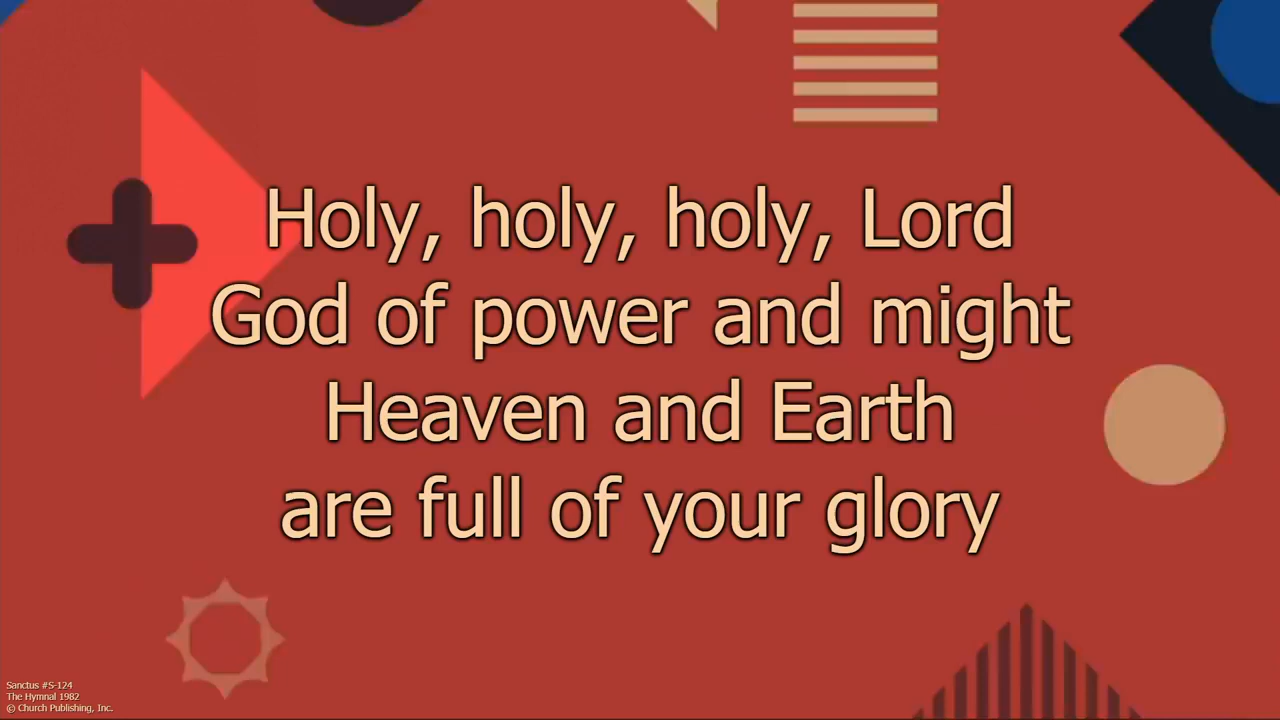 Holy, holy, holy, Lord
God of power and might
Heaven and Earth
are full of your glory
Sanctus #S-124
The Hymnal 1982
© Church Publishing, Inc.